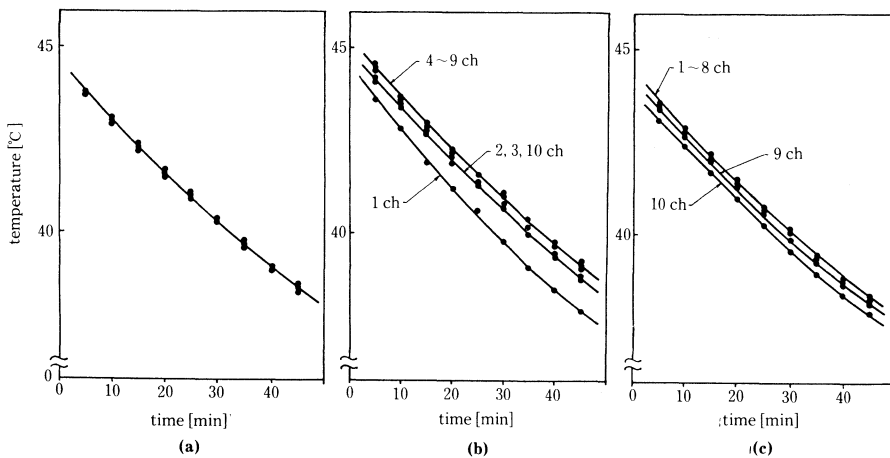 45
40
0
temperature [°C]
0 10 20 30 40
time [min]
(a)
45
40
4~9 ch
2, 3, 10 ch
1 ch
0 10 20 30 40
time [min]
(b)
45
40
1~8 ch
9 ch
10 ch
0 10 20 30 40
time [min]
(c)